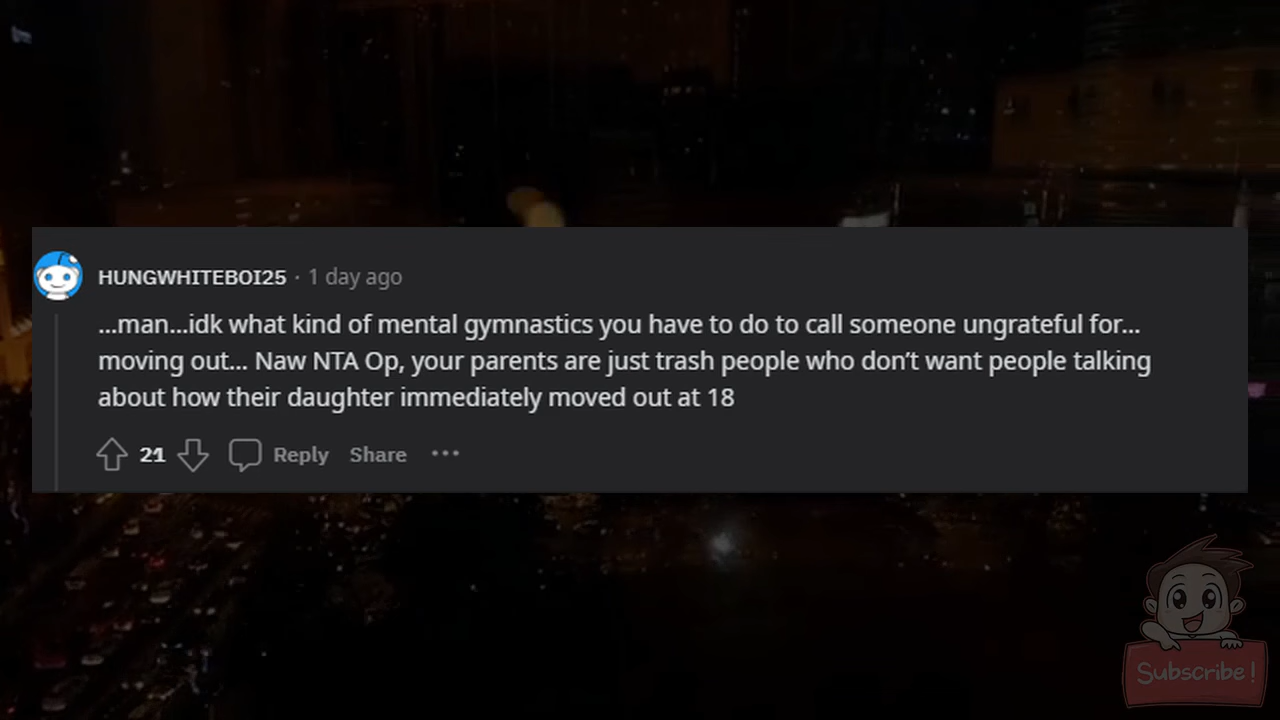 HUNGWHITEBOI25 · 1 day ago
...man...idk what kind of mental gymnastics you have to do to call someone ungrateful for...
moving out... Naw NTA Op, your parents are just trash people who don’t want people talking
about how their daughter immediately moved out at 18
21 Reply Share ···
Subscribe!